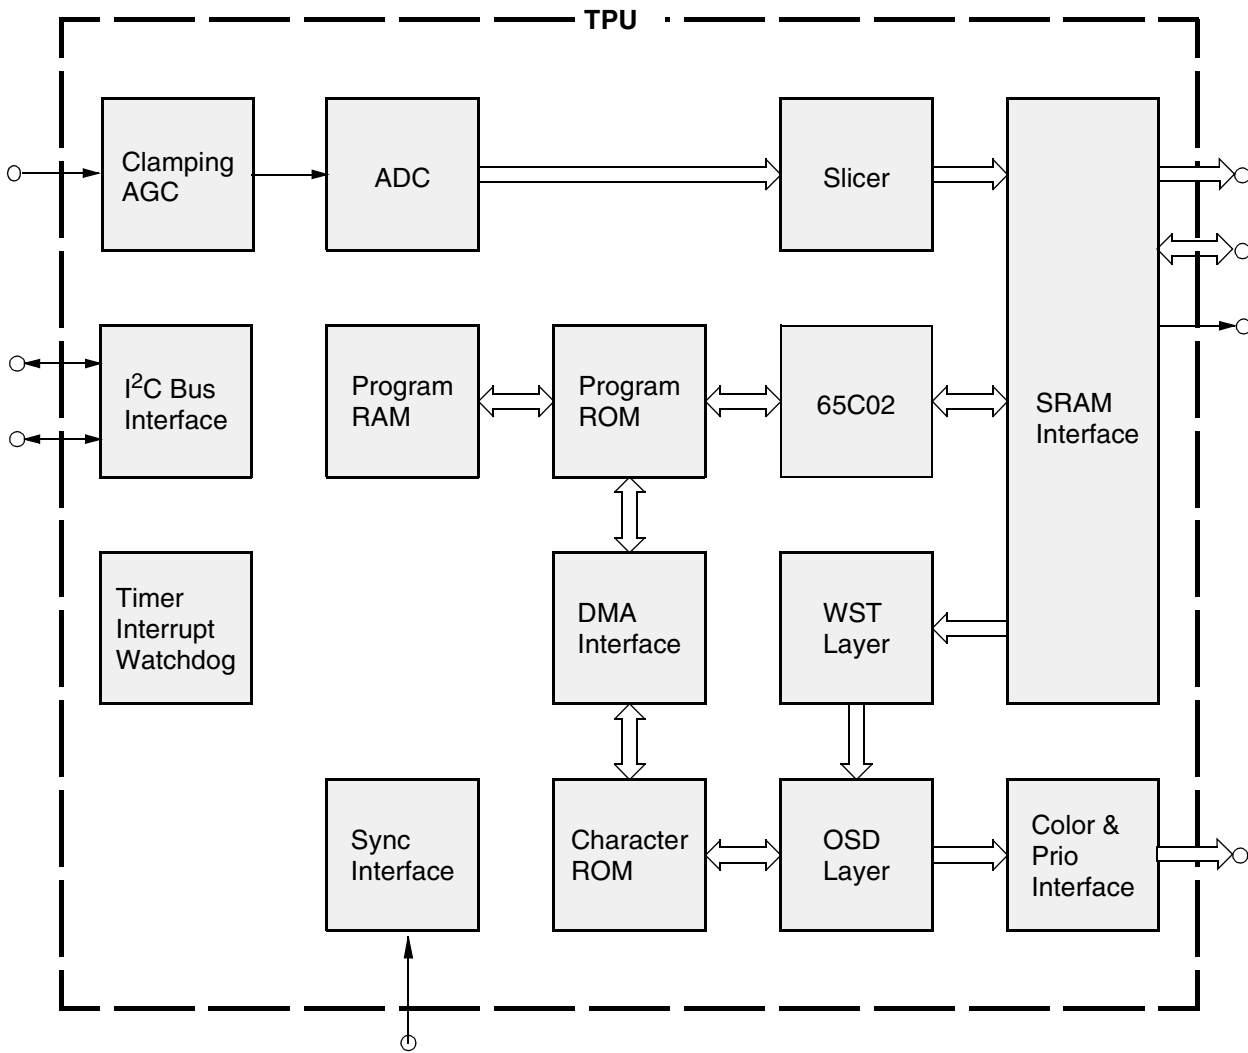 TPU
Clamping
AGC
ADC
Slicer
I²C Bus
Interface
Program
RAM
Program
ROM
65C02
SRAM
Interface
Timer
Interrupt
Watchdog
DMA
Interface
WST
Layer
Sync
Interface
Character
ROM
OSD
Layer
Color &
Prio
Interface